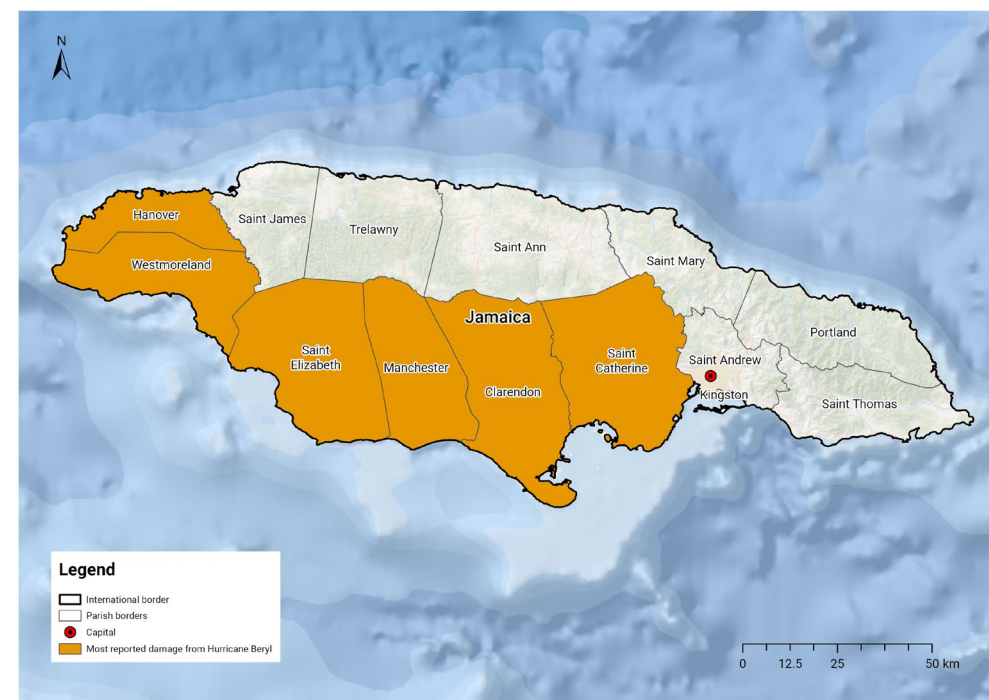 N
Hanover
Saint James
Trelawny
Saint Ann
Saint Mary
Westmoreland
Jamaica
Portland
Saint
Elizabeth
Manchester
Clarendon
Saint
Catherine
Saint Andrew
Kingston
Saint Thomas
Legend
International border
Parish borders
Capital
Most reported damage from Hurricane Beryl
0 12.5 25 50 km